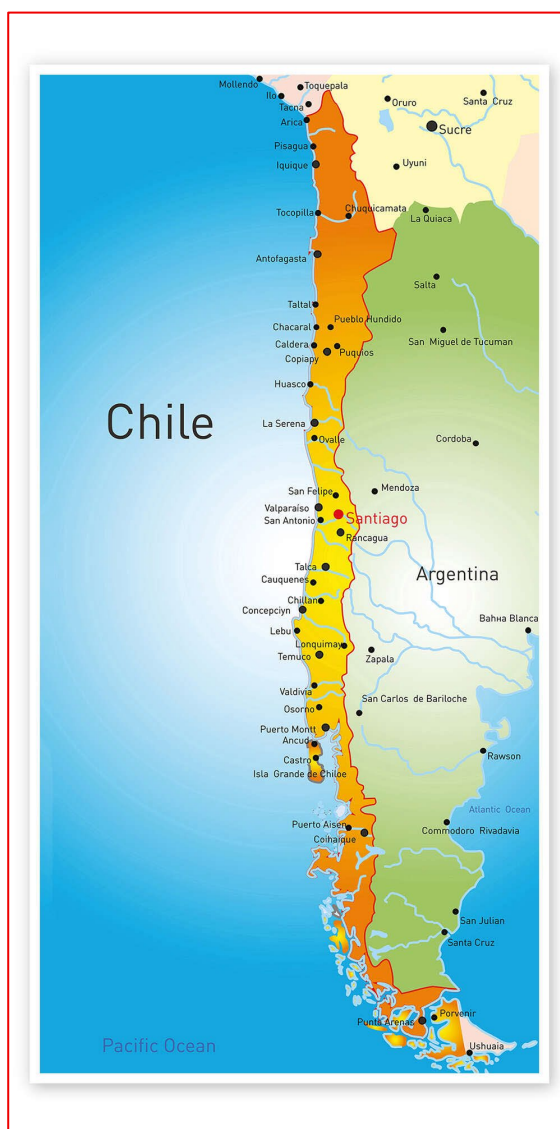 Mollendo
Toquepala
Ilo
Tacna
Arica
Oruro
Santa Cruz
Sucre
Pisagua
Iquique
Uyuni
Tocopilla
Chuquicamata
La Quiaca
Antofagasta
Salta
Taltal
Chacaral
Pueblo Hundido
Caldera
Copiapy
Puquios
San Miguel de Tucuman
Huasco
Chile
La Serena
Ovalle
Cordoba
San Felipe
Mendoza
Valparaíso
San Antonio
Santiago
Rancagua
Talca
Cauquenes
Argentina
Chillan
Concepciyn
Lebu
Bahнa Blanca
Lonquimay
Temuco
Zapala
Valdivia
San Carlos de Bariloche
Osorno
Puerto Montt
Ancud
Castro
Isla Grande de Chiloe
Rawson
Atlantic Ocean
Puerto Aisen
Coihaique
Commodoro Rivadavia
San Julian
Santa Cruz
Punta Arenas
Porvenir
Ushuaia
Pacific Ocean